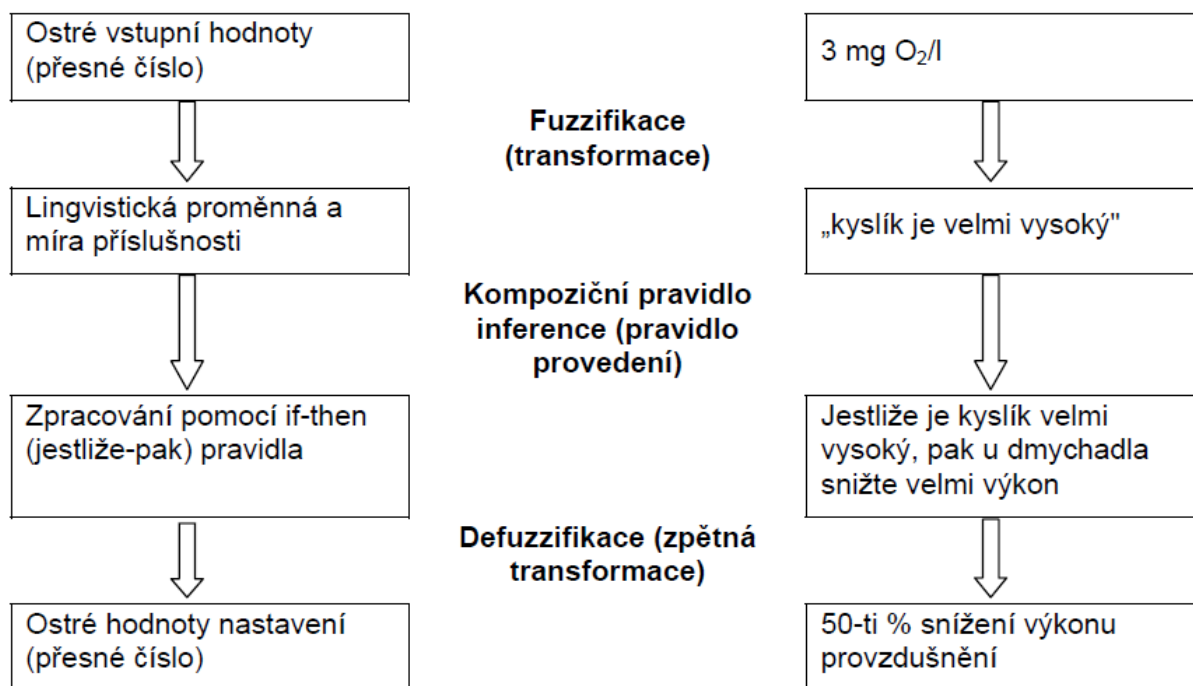 Ostré vstupní hodnoty
(přesné číslo)
3 mg O₂/l
Fuzzifikace
(transformace)
Lingvistická proměnná a
míra příslušnosti
„kyslík je velmi vysoký"
Kompoziční pravidlo
inference (pravidlo
provedení)
Zpracování pomocí if-then
(jestliže-pak) pravidla
Jestliže je kyslík velmi
vysoký, pak u dmychadla
snižte velmi výkon
Defuzzifikace (zpětná
transformace)
Ostré hodnoty nastavení
(přesné číslo)
50-ti % snížení výkonu
provzdušnění